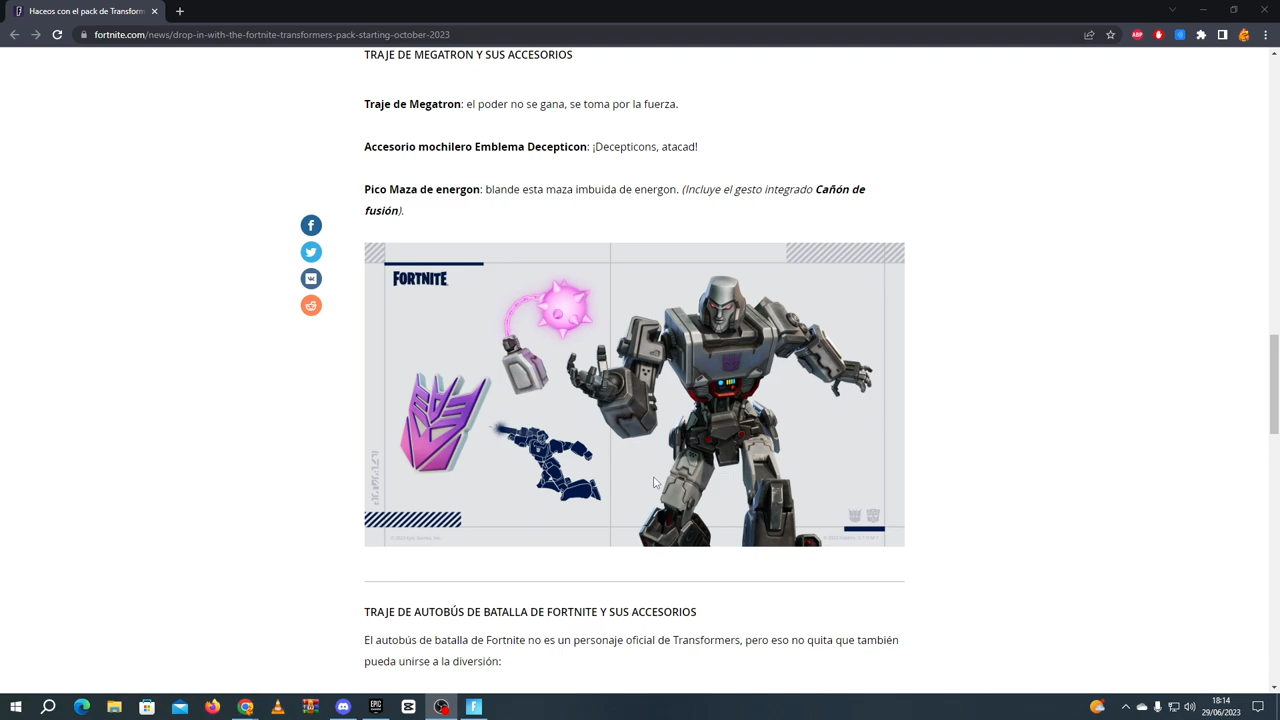 Haceos con el pack de Transform
fortnite.com/news/drop-in-with-the-fortnite-transformers-pack-starting-october-2023
ABP
TRAJE DE MEGATRON Y SUS ACCESORIOS
Traje de Megatron: el poder no se gana, se toma por la fuerza.
Accesorio mochilero Emblema Decepticon: ¡Decepticons, atacad!
Pico Maza de energon: blande esta maza imbuida de energon. (Incluye el gesto integrado Cañón de
fusión).
FORTNITE
TRAJE DE AUTOBÚS DE BATALLA DE FORTNITE Y SUS ACCESORIOS
El autobús de batalla de Fortnite no es un personaje oficial de Transformers, pero eso no quita que también
pueda unirse a la diversión:
EPIC
18:14
29/06/2023